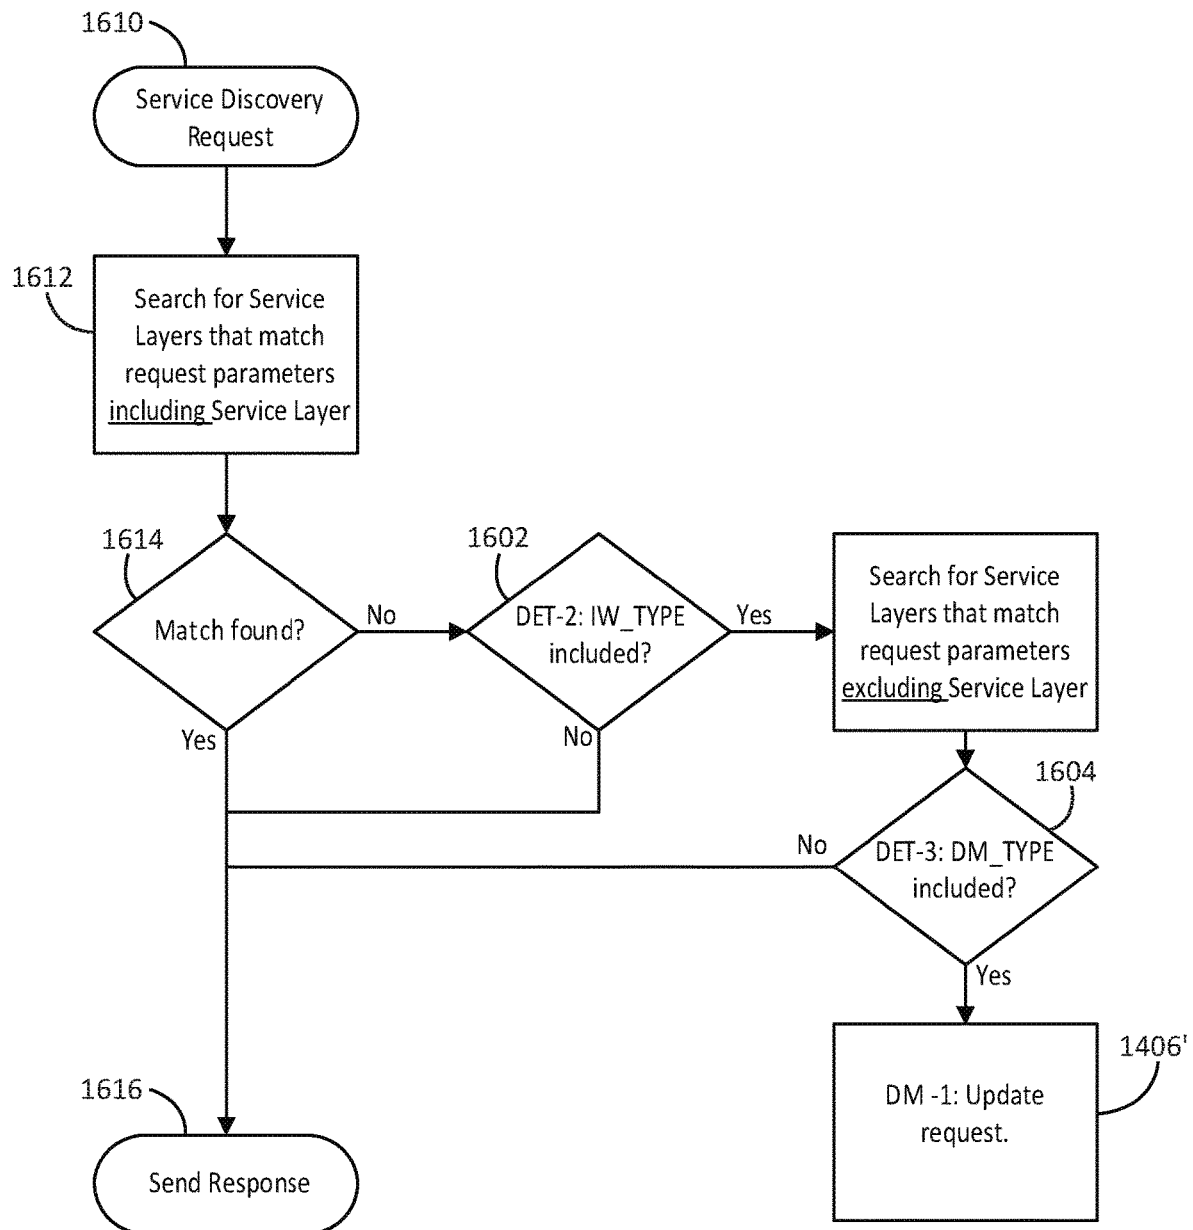 1610
Service Discovery
Request
1612
Search for Service
Layers that match
request parameters
including Service Layer
1614
Match found?
No
Yes
1602
DET-2: IW_TYPE
included?
Yes
No
Search for Service
Layers that match
request parameters
excluding Service Layer
1604
DET-3: DM_TYPE
included?
No
Yes
1406'
DM -1: Update
request.
1616
Send Response